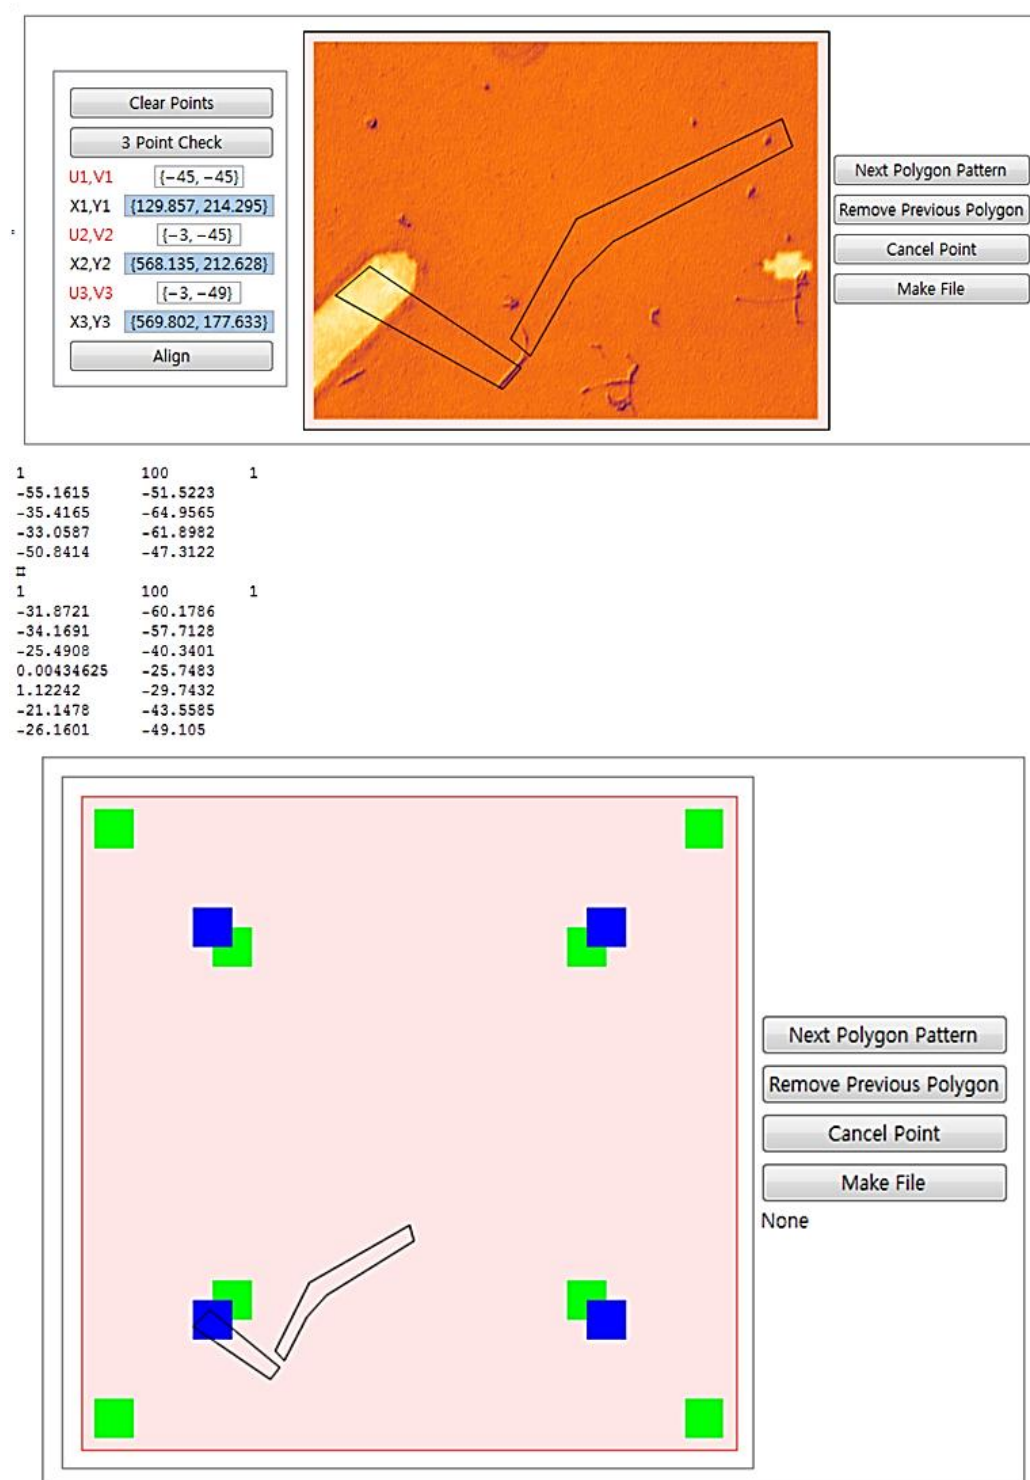 Clear Points
3 Point Check
U1,V1 {−45, −45}
X1,Y1 {129.857, 214.295}
U2,V2 {−3, −45}
X2,Y2 {568.135, 212.628}
U3,V3 {−3, −49}
X3,Y3 {569.802, 177.633}
Align
Next Polygon Pattern
Remove Previous Polygon
Cancel Point
Make File
"
1 100 1
-55.1615 -51.5223
-35.4165 -64.9565
-33.0587 -61.8982
-50.8414 -47.3122
#
1 100 1
-31.8721 -60.1786
-34.1691 -57.7128
-25.4908 -40.3401
0.00434625 -25.7483
1.12242 -29.7432
-21.1478 -43.5585
-26.1601 -49.105
Next Polygon Pattern
Remove Previous Polygon
Cancel Point
Make File
None